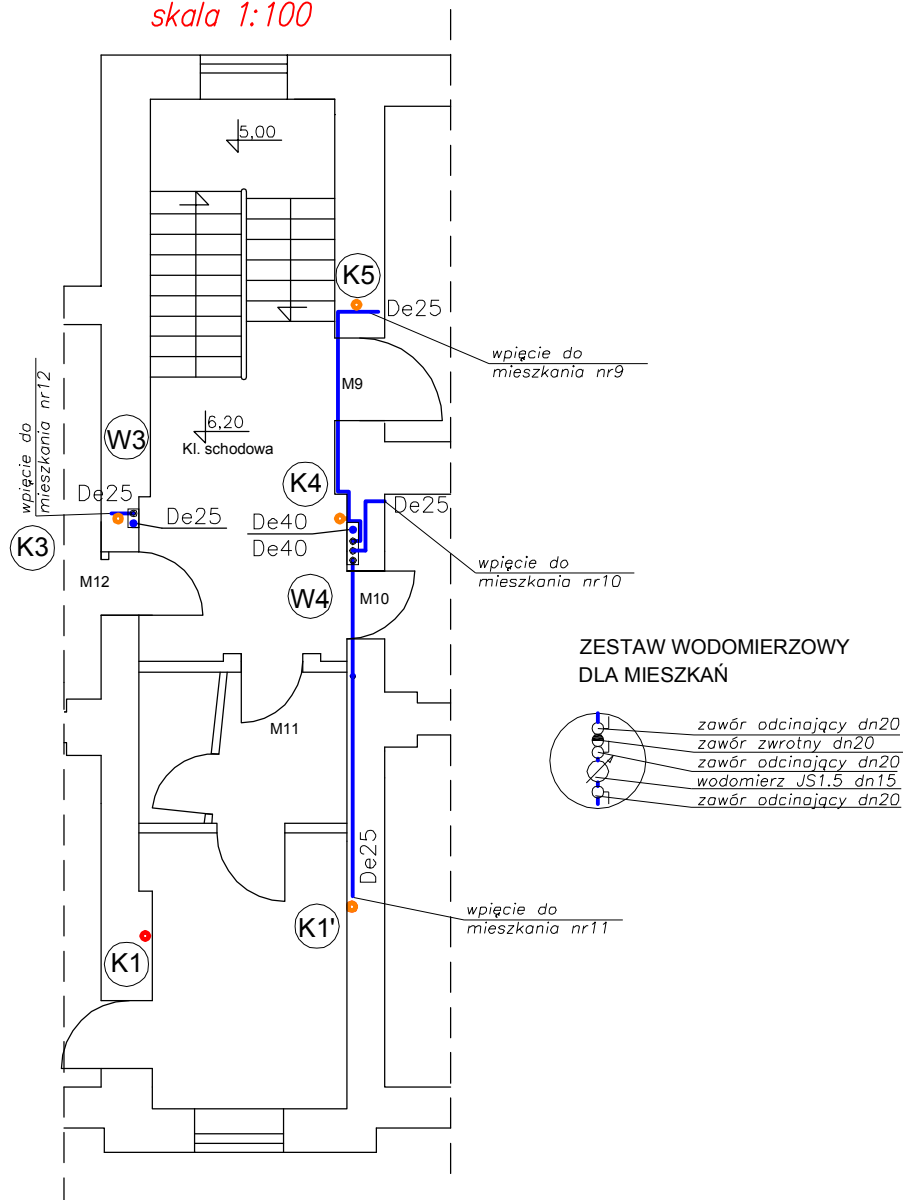 skala 1:100
5,00
K5
De25
wpięcie do
mieszkania nr9
M9
wpięcie do
mieszkania nr12
W3
6,20
Kl. schodowa
K4
De25
De25
De25
De40
De40
K3
wpięcie do
mieszkania nr10
M12
W4
M10
ZESTAW WODOMIERZOWY
DLA MIESZKAŃ
M11
zawór odcinający dn20
zawór zwrotny dn20
zawór odcinający dn20
wodomierz JS1.5 dn15
zawór odcinający dn20
De25
wpięcie do
mieszkania nr11
K1'
K1